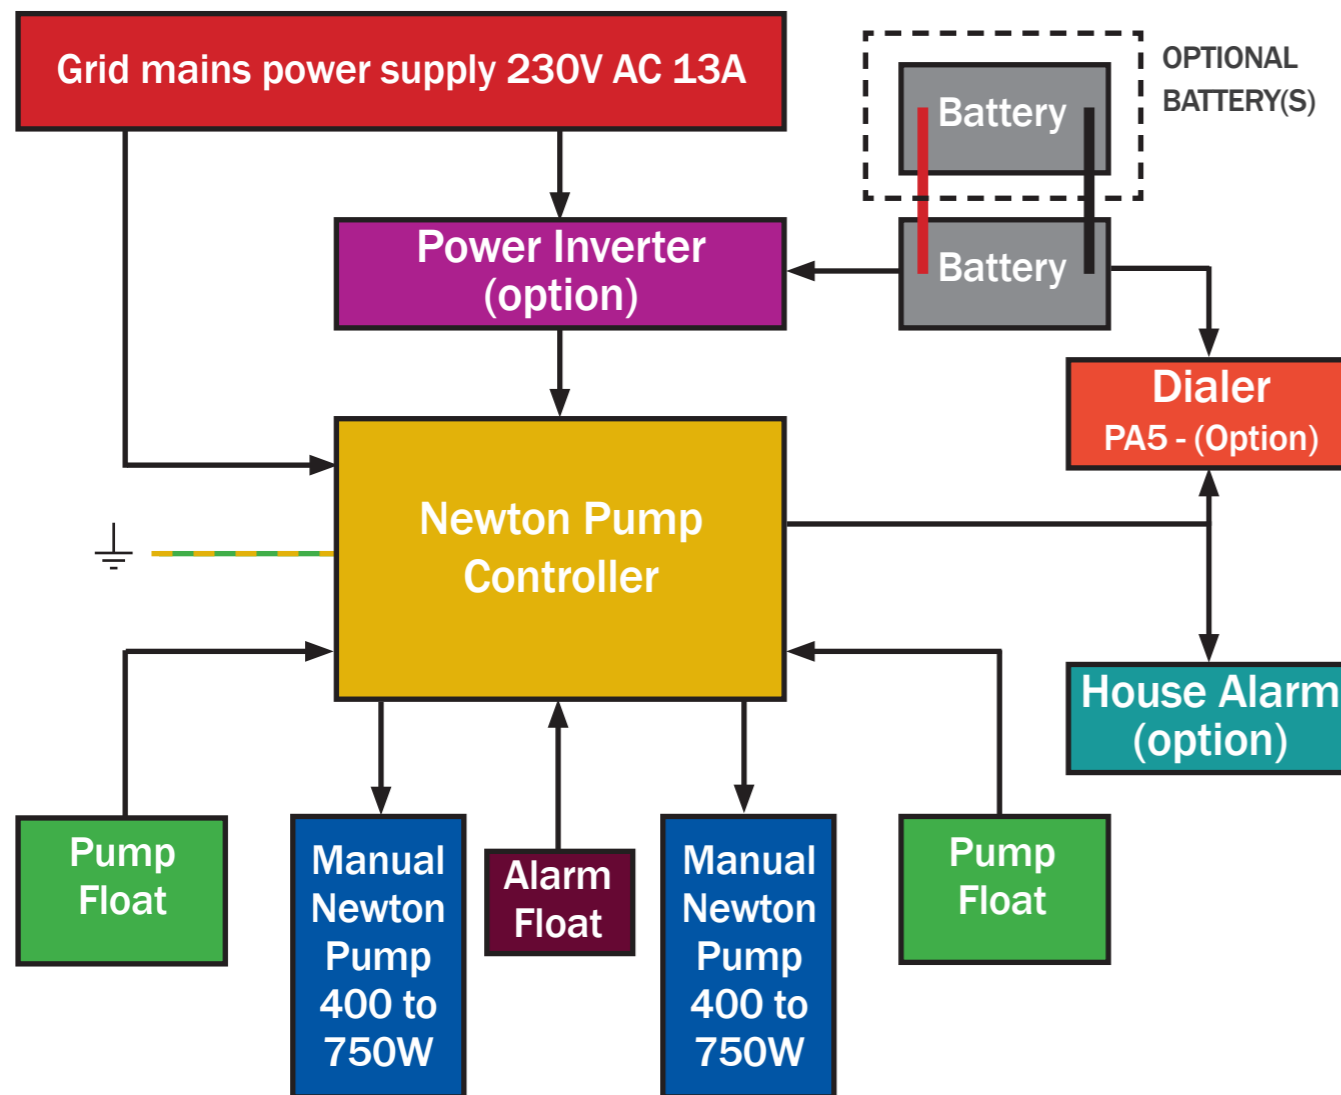 Grid mains power supply 230V AC 13A
OPTIONAL
BATTERY(S)
Battery
Power Inverter
(option)
Battery
Dialer
PA5 - (Option)
Newton Pump
Controller
House Alarm
(option)
Pump
Float
Manual
Newton
Pump
400 to
750W
Alarm
Float
Manual
Newton
Pump
400 to
750W
Pump
Float